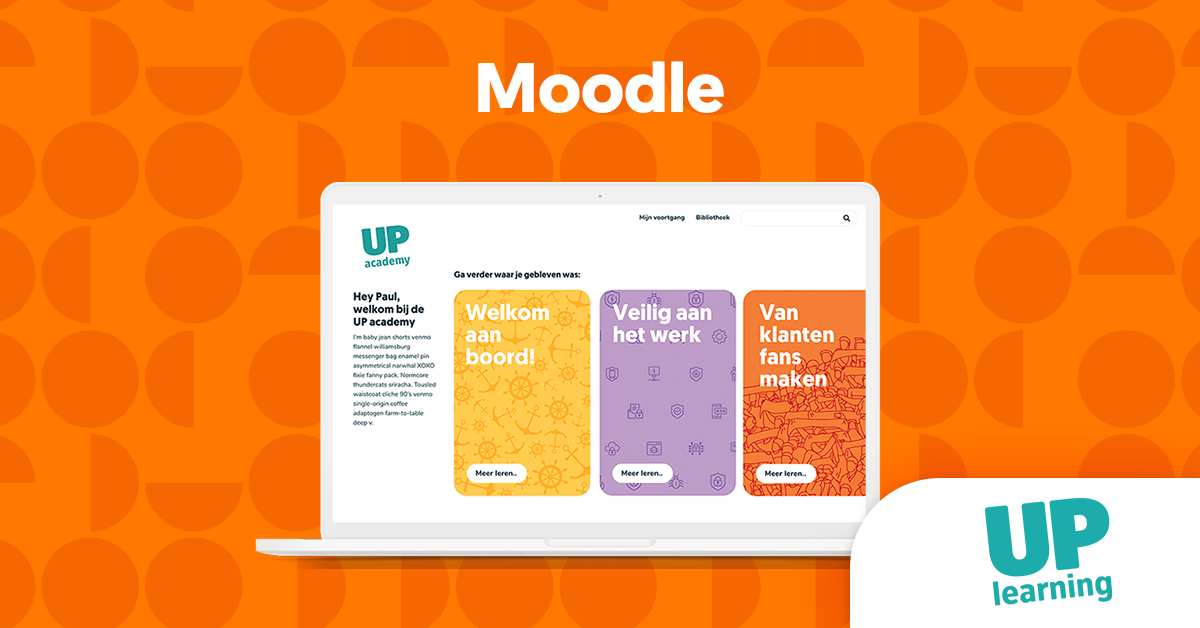 Moodle
Mijn voortgang Bibliotheek
UP
academy
Ga verder waar je gebleven was:
Hey Paul,
welkom bij de
UP academy
I'm baby jean shorts venmo
flannel williamsburg
messenger bag enamel pin
asymmetrical narwhal XOXO
fixie fanny pack. Normcore
thundercats sriracha. Tousled
waistcoat cliche 90's venmo
single-origin coffee
adaptogen farm-to-table
deep v.
Welkom
aan
boord!
Meer leren..
Veilig aan
het werk
Meer leren..
Van
klanten
fans
maken
Meer leren..
UP
learning